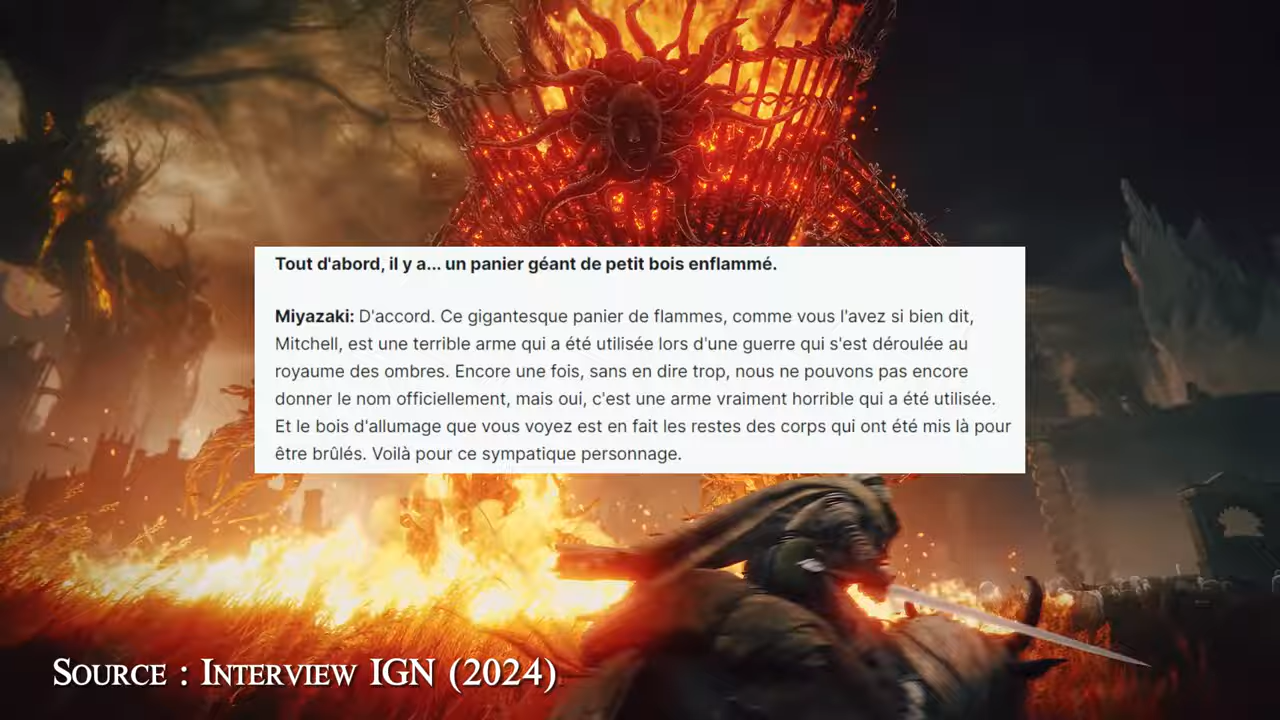 Tout d'abord, il y a... un panier géant de petit bois enflammé.
Miyazaki: D'accord. Ce gigantesque panier de flammes, comme vous l'avez si bien dit,
Mitchell, est une terrible arme qui a été utilisée lors d'une guerre qui s'est déroulée au
royaume des ombres. Encore une fois, sans en dire trop, nous ne pouvons pas encore
donner le nom officiellement, mais oui, c'est une arme vraiment horrible qui a été utilisée.
Et le bois d'allumage que vous voyez est en fait les restes des corps qui ont été mis là pour
être brûlés. Voilà pour ce sympatique personnage.
Source : Interview IGN (2024)